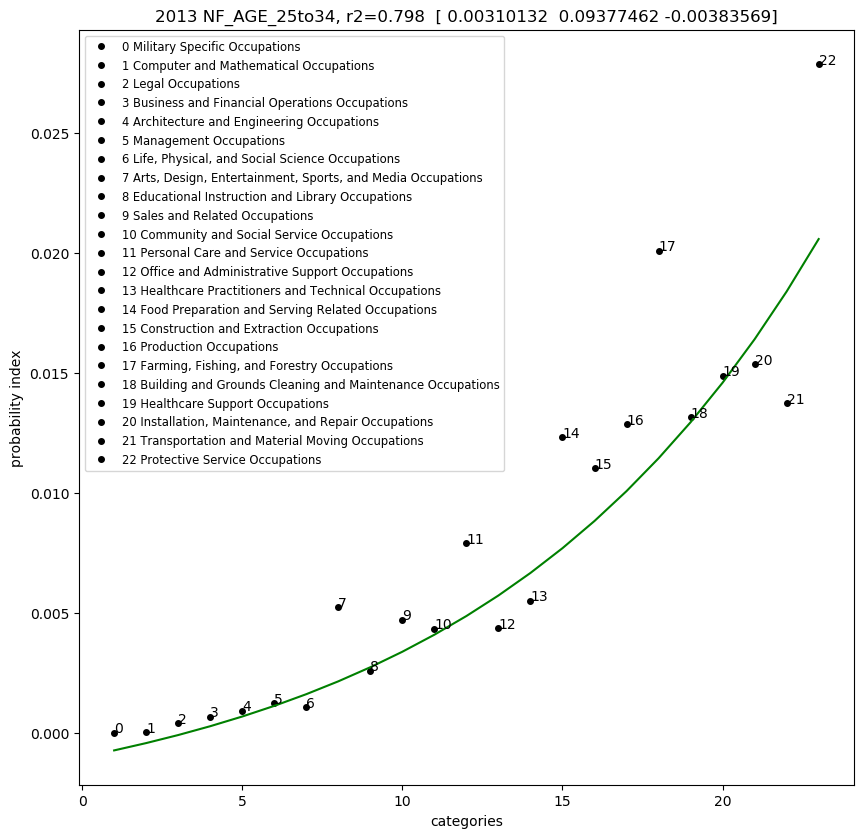 2013 NF_AGE_25to34, r2=0.798  [ 0.00310132  0.09377462 -0.00383569]
0 Military Specific Occupations
1 Computer and Mathematical Occupations
2 Legal Occupations
3 Business and Financial Operations Occupations
4 Architecture and Engineering Occupations
5 Management Occupations
6 Life, Physical, and Social Science Occupations
7 Arts, Design, Entertainment, Sports, and Media Occupations
8 Educational Instruction and Library Occupations
9 Sales and Related Occupations
10 Community and Social Service Occupations
11 Personal Care and Service Occupations
12 Office and Administrative Support Occupations
13 Healthcare Practitioners and Technical Occupations
14 Food Preparation and Serving Related Occupations
15 Construction and Extraction Occupations
16 Production Occupations
17 Farming, Fishing, and Forestry Occupations
18 Building and Grounds Cleaning and Maintenance Occupations
19 Healthcare Support Occupations
20 Installation, Maintenance, and Repair Occupations
21 Transportation and Material Moving Occupations
22 Protective Service Occupations
probability index
0.025
0.020
0.015
0.010
0.005
0.000
0
1
2
3
4
5
6
7
8
9
10
11
12
13
14
15
16
17
18
19
20
21
22
0
5
10
15
20
categories